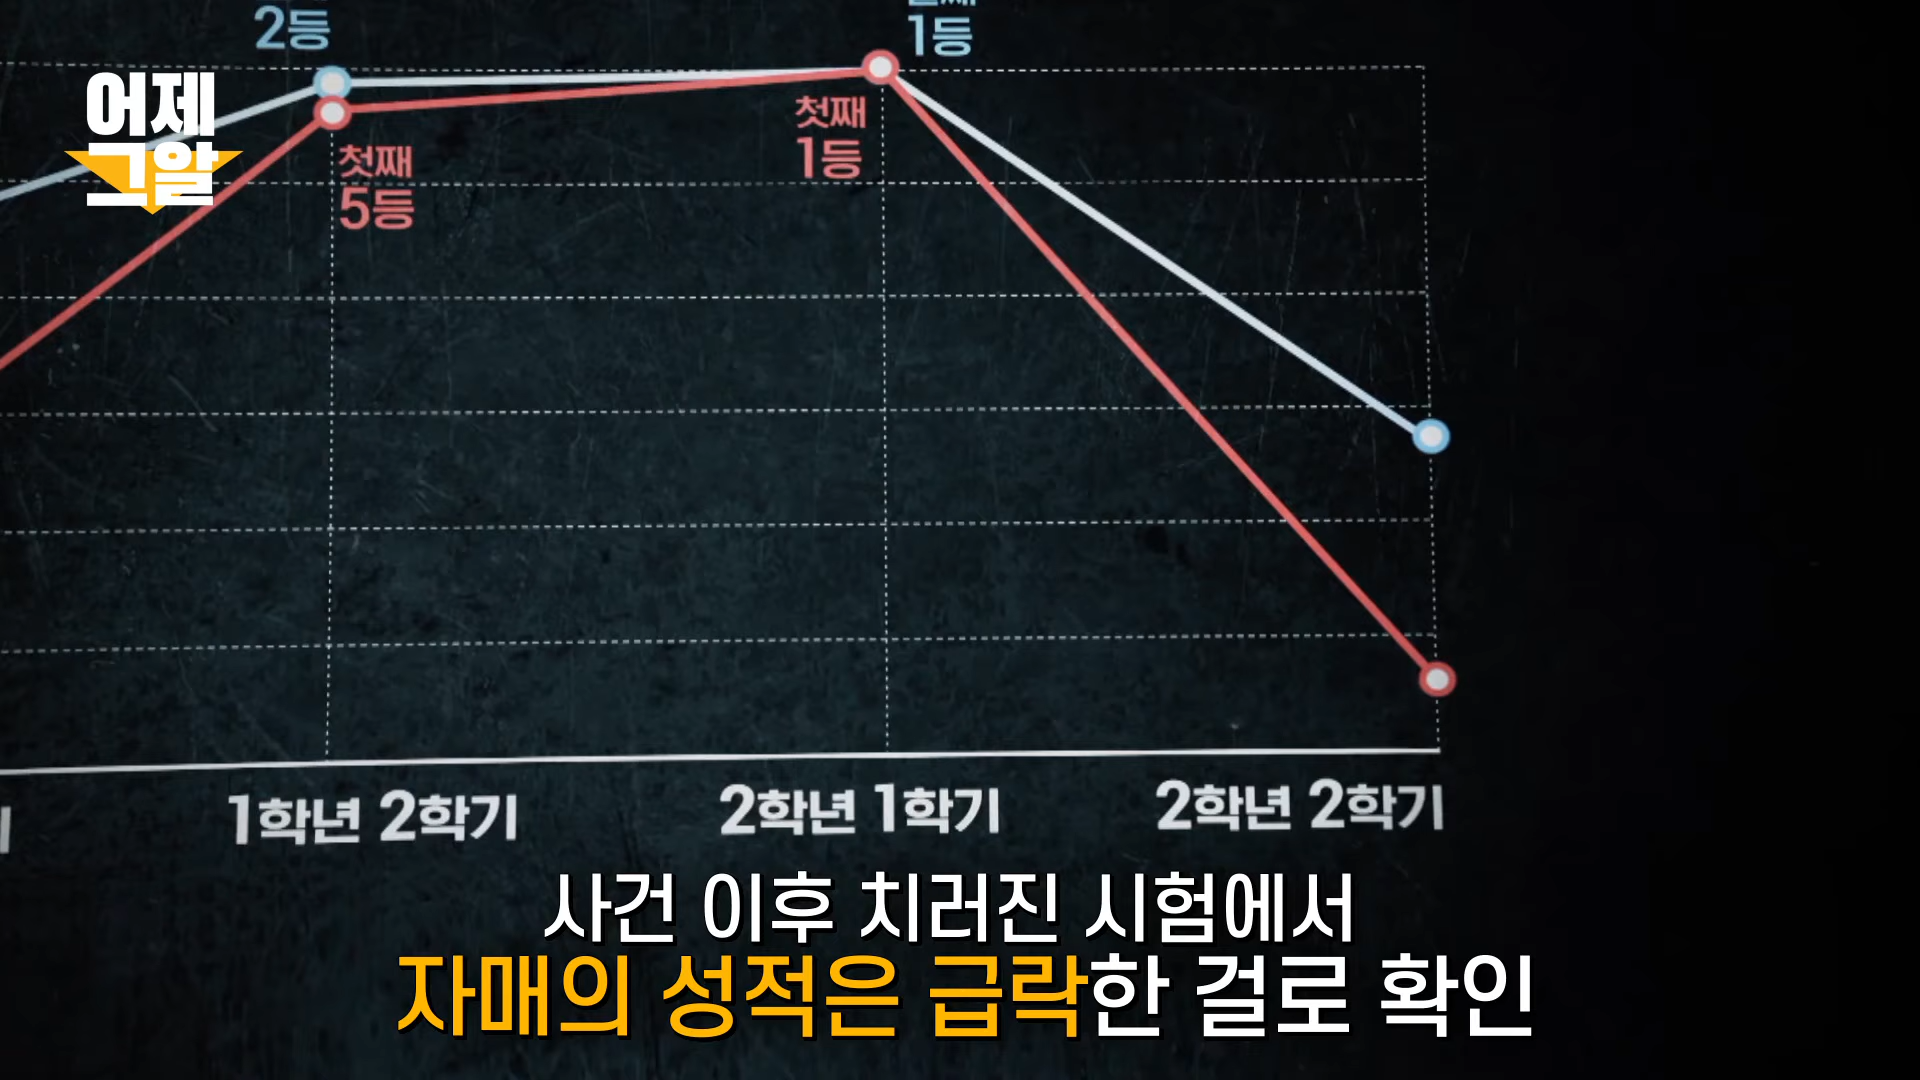 2등
1등
어제
그알
첫째
5등
첫째
1등
1학년 2학기
2학년 1학기
2학년 2학기
사건 이후 치러진 시험에서
자매의 성적은 급락한 걸로 확인